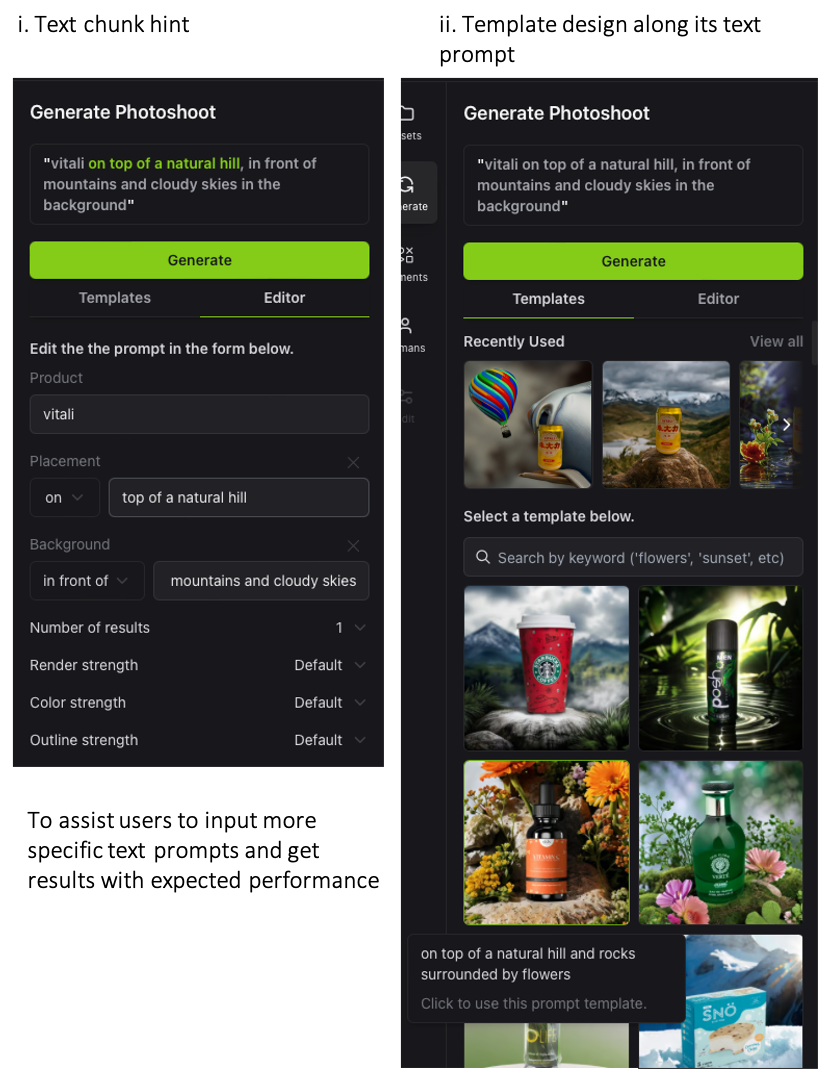 i. Text chunk hint
ii. Template design along its text
prompt
Generate Photoshoot
"vitali on top of a natural hill, in front of
mountains and cloudy skies in the
background"
Generate
Templates
Editor
Edit the the prompt in the form below.
Product
vitali
Placement
on
top of a natural hill
Background
in front of
mountains and cloudy skies
Number of results
1
Render strength
Default
Color strength
Default
Outline strength
Default
To assist users to input more
specific text prompts and get
results with expected performance
sets
erate
ments
mans
dit
Generate Photoshoot
"vitali on top of a natural hill, in front of
mountains and cloudy skies in the
background"
Generate
Templates
Editor
Recently Used
View all
Select a template below.
Search by keyword ('flowers', 'sunset', etc)
STARBUCKS
COFFEE
posh
MEN
VERTÉ
on top of a natural hill and rocks
surrounded by flowers
Click to use this prompt template.
SNÖ